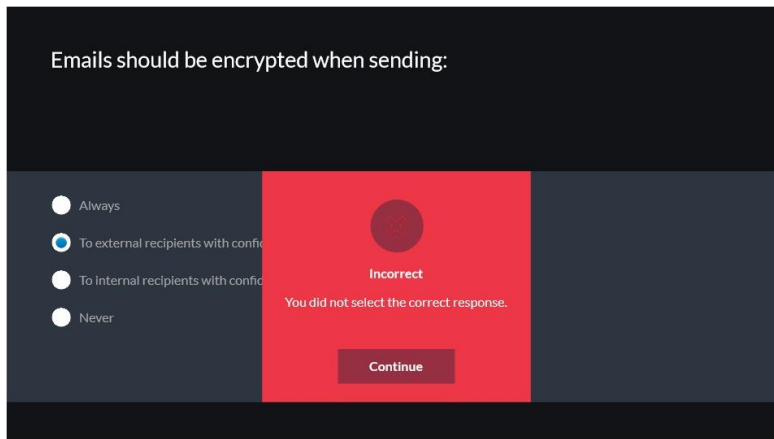 Emails should be encrypted when sending:
Always
To external recipients with
To internal recipients with
Never
Incorrect
You did not select the correct response.
Continue